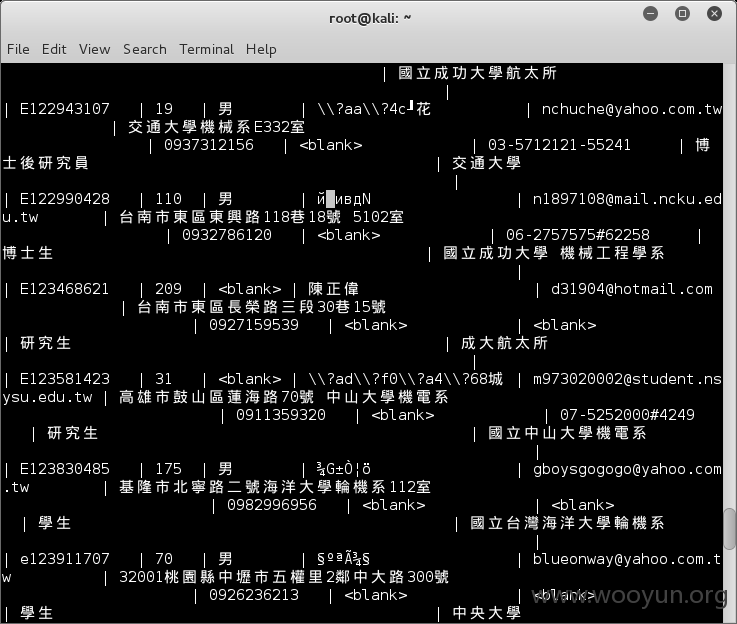 root@kali: ~
File Edit View Search Terminal Help
| 國立成功大學航太所
|
| E122943107 | 19 | 男 | \\?aa\\?4c┘花 | nchuche@yahoo.com.tw
| 交通大學機械系E332室
| 0937312156 | <blank> | 03-5712121-55241 | 博
士後研究員 | 交通大學
|
| E122990428 | 110 | 男 | n1897108@mail.ncku.ed
u.tw | 台南市東區東興路118巷18號 5102室
| 0932786120 | <blank> | 06-2757575#62258 |
博士生 | 國立成功大學 機械工程學系
|
| E123468621 | 209 | <blank> | 陳正偉 | d31904@hotmail.com
| 台南市東區長榮路三段30巷15號
| 0927159539 | <blank> | <blank>
| 研究生 | 成大航太所
|
| E123581423 | 31 | <blank> | \\?ad\\?f0\\?a4\\?68城 | m973020002@student.ns
ysu.edu.tw | 高雄市鼓山區蓮海路70號 中山大學機電系
| 0911359320 | <blank> | 07-5252000#4249
| 研究生 | 國立中山大學機電系
|
| E123830485 | 175 | 男 | ¾G±Ò¦ö | gboysgogogo@yahoo.com
.tw | 基隆市北寧路二號海洋大學輪機系112室
| 0982996956 | <blank> | <blank>
| 學生 | 國立台灣海洋大學輪機系
|
| e123911707 | 70 | 男 | §ºªÃ¾§ | blueonway@yahoo.com.t
w | 32001桃園縣中壢市五權里2鄰中大路300號
| 0926236213 | <blank> | <blank>
| 學生 | 中央大學
www.wooyun.org